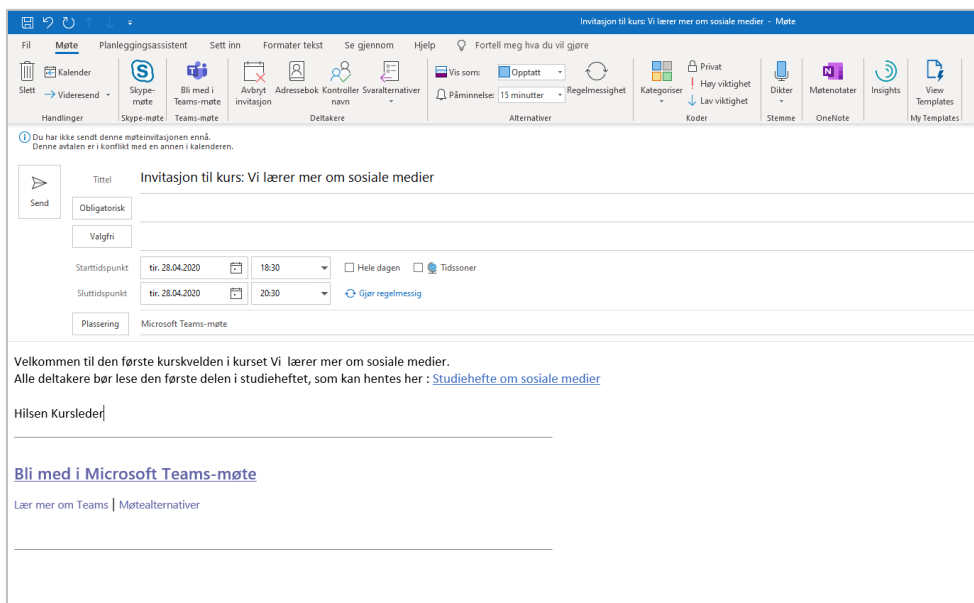 Invitasjon til kurs: Vi lærer mer om sosiale medier - Møte
Fil Møte Planleggingsassistent Sett inn Formater tekst Se gjennom Hjelp Fortell meg hva du vil gjøre
Slett
Kalender
Videresend
Handlinger
Skype-
møte
Skype-møte
Bli med i
Teams-møte
Teams-møte
Avbryt
invitasjon
Adressebok
Kontroller
navn
Svaralternativer
Deltakere
Vis som: Opptatt
Påminnelse: 15 minutter
Regelmessighet
Alternativer
Kategoriser
Privat
Høy viktighet
Lav viktighet
Koder
Dikter
Stemme
Møtenotater
OneNote
Insights
View
Templates
My Templates
Du har ikke sendt denne møteinvitasjonen ennå.
Denne avtalen er i konflikt med en annen i kalenderen.
Send
Tittel Invitasjon til kurs: Vi lærer mer om sosiale medier
Obligatorisk
Valgfri
Starttidspunkt tir. 28.04.2020 18:30 Hele dagen Tidssoner
Sluttidspunkt tir. 28.04.2020 20:30 Gjør regelmessig
Plassering Microsoft Teams-møte
Velkommen til den første kurskvelden i kurset Vi lærer mer om sosiale medier.
Alle deltakere bør lese den første delen i studieheftet, som kan hentes her : Studiehefte om sosiale medier
Hilsen Kursleder
Bli med i Microsoft Teams-møte
Lær mer om Teams | Møtealternativer